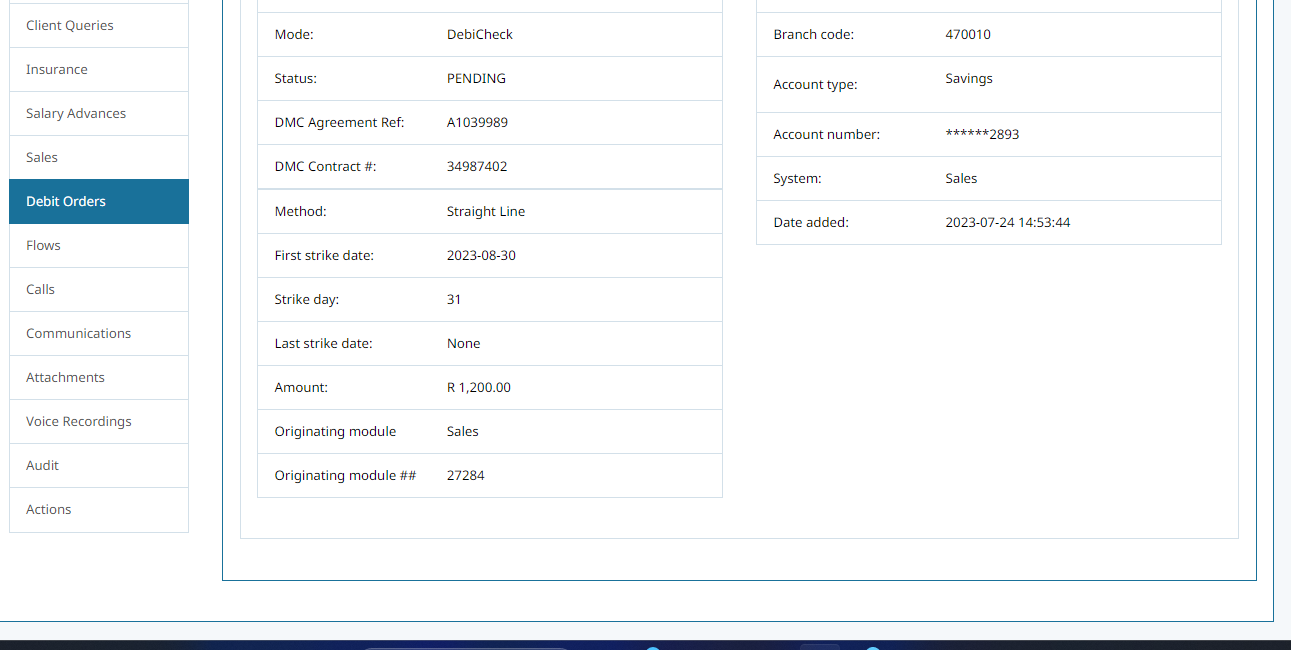 Client Queries
Insurance
Salary Advances
Sales
Debit Orders
Flows
Calls
Communications
Attachments
Voice Recordings
Audit
Actions
Mode: DebiCheck
Status: PENDING
DMC Agreement Ref: A1039989
DMC Contract #: 34987402
Method: Straight Line
First strike date: 2023-08-30
Strike day: 31
Last strike date: None
Amount: R 1,200.00
Originating module Sales
Originating module ## 27284
Branch code: 470010
Account type: Savings
Account number: ******2893
System: Sales
Date added: 2023-07-24 14:53:44